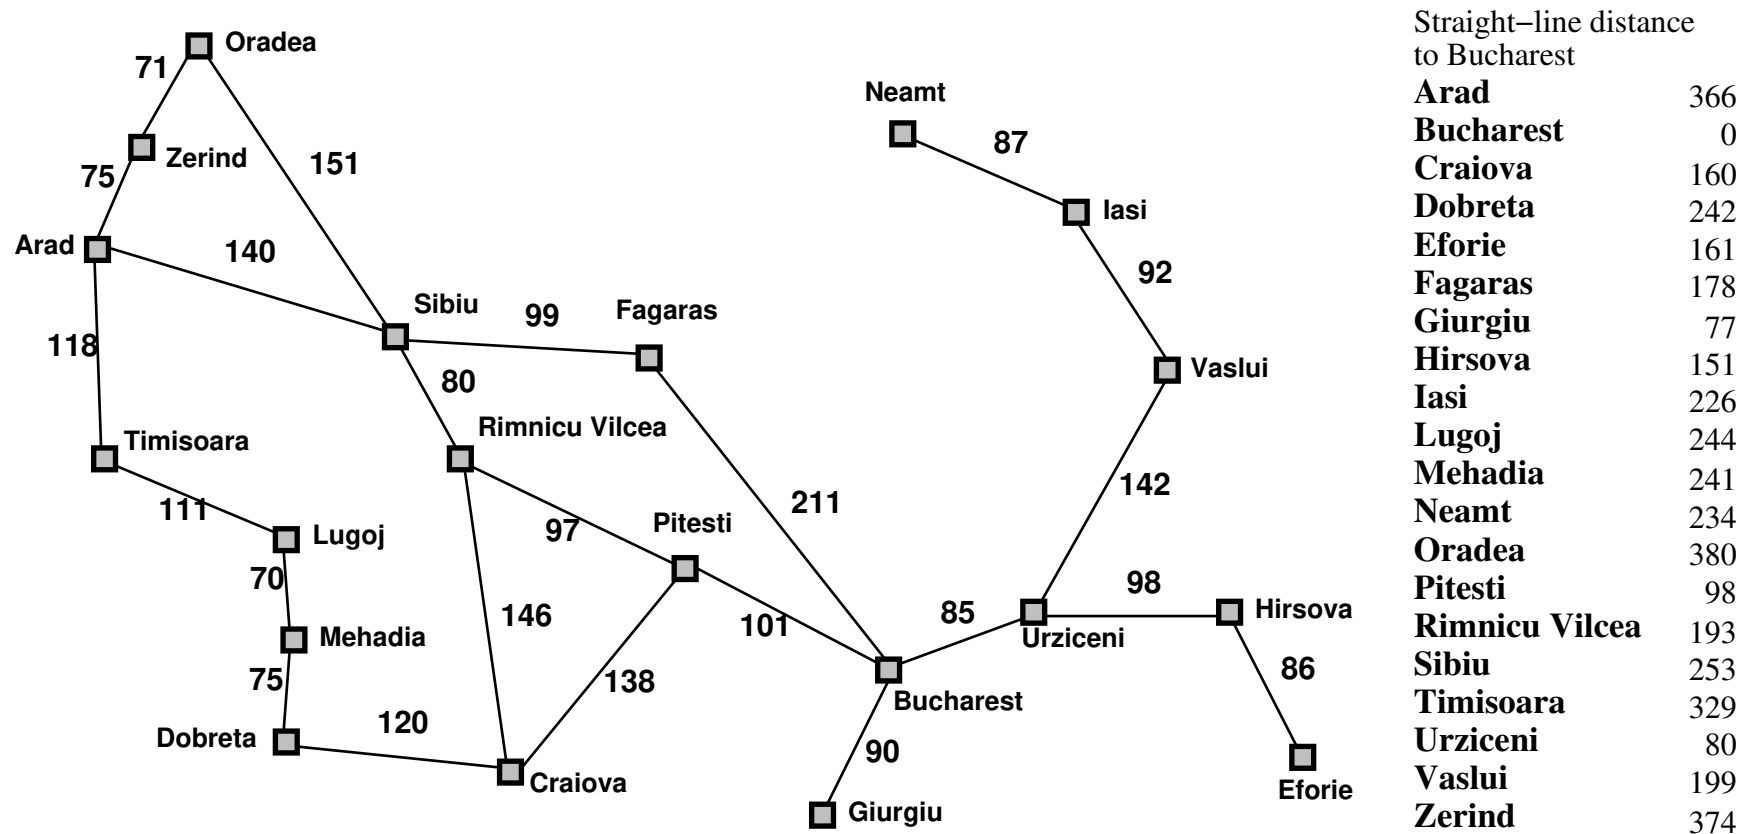 Oradea
71
Neamt
87
Zerind
151
75
Iasi
Arad
140
92
Sibiu
99
Fagaras
118
80
Vaslui
Timisoara
Rimnicu Vilcea
142
111
211
97
Pitesti
Lugoj
70
98
Hirsova
146
101
85
Urziceni
Mehadia
75
138
86
Bucharest
120
Dobreta
90
Craiova
Eforie
Giurgiu
Straight−line distance
to Bucharest
Arad 366
Bucharest 0
Craiova 160
Dobreta 242
Eforie 161
Fagaras 178
Giurgiu 77
Hirsova 151
Iasi 226
Lugoj 244
Mehadia 241
Neamt 234
Oradea 380
Pitesti 98
Rimnicu Vilcea 193
Sibiu 253
Timisoara 329
Urziceni 80
Vaslui 199
Zerind 374